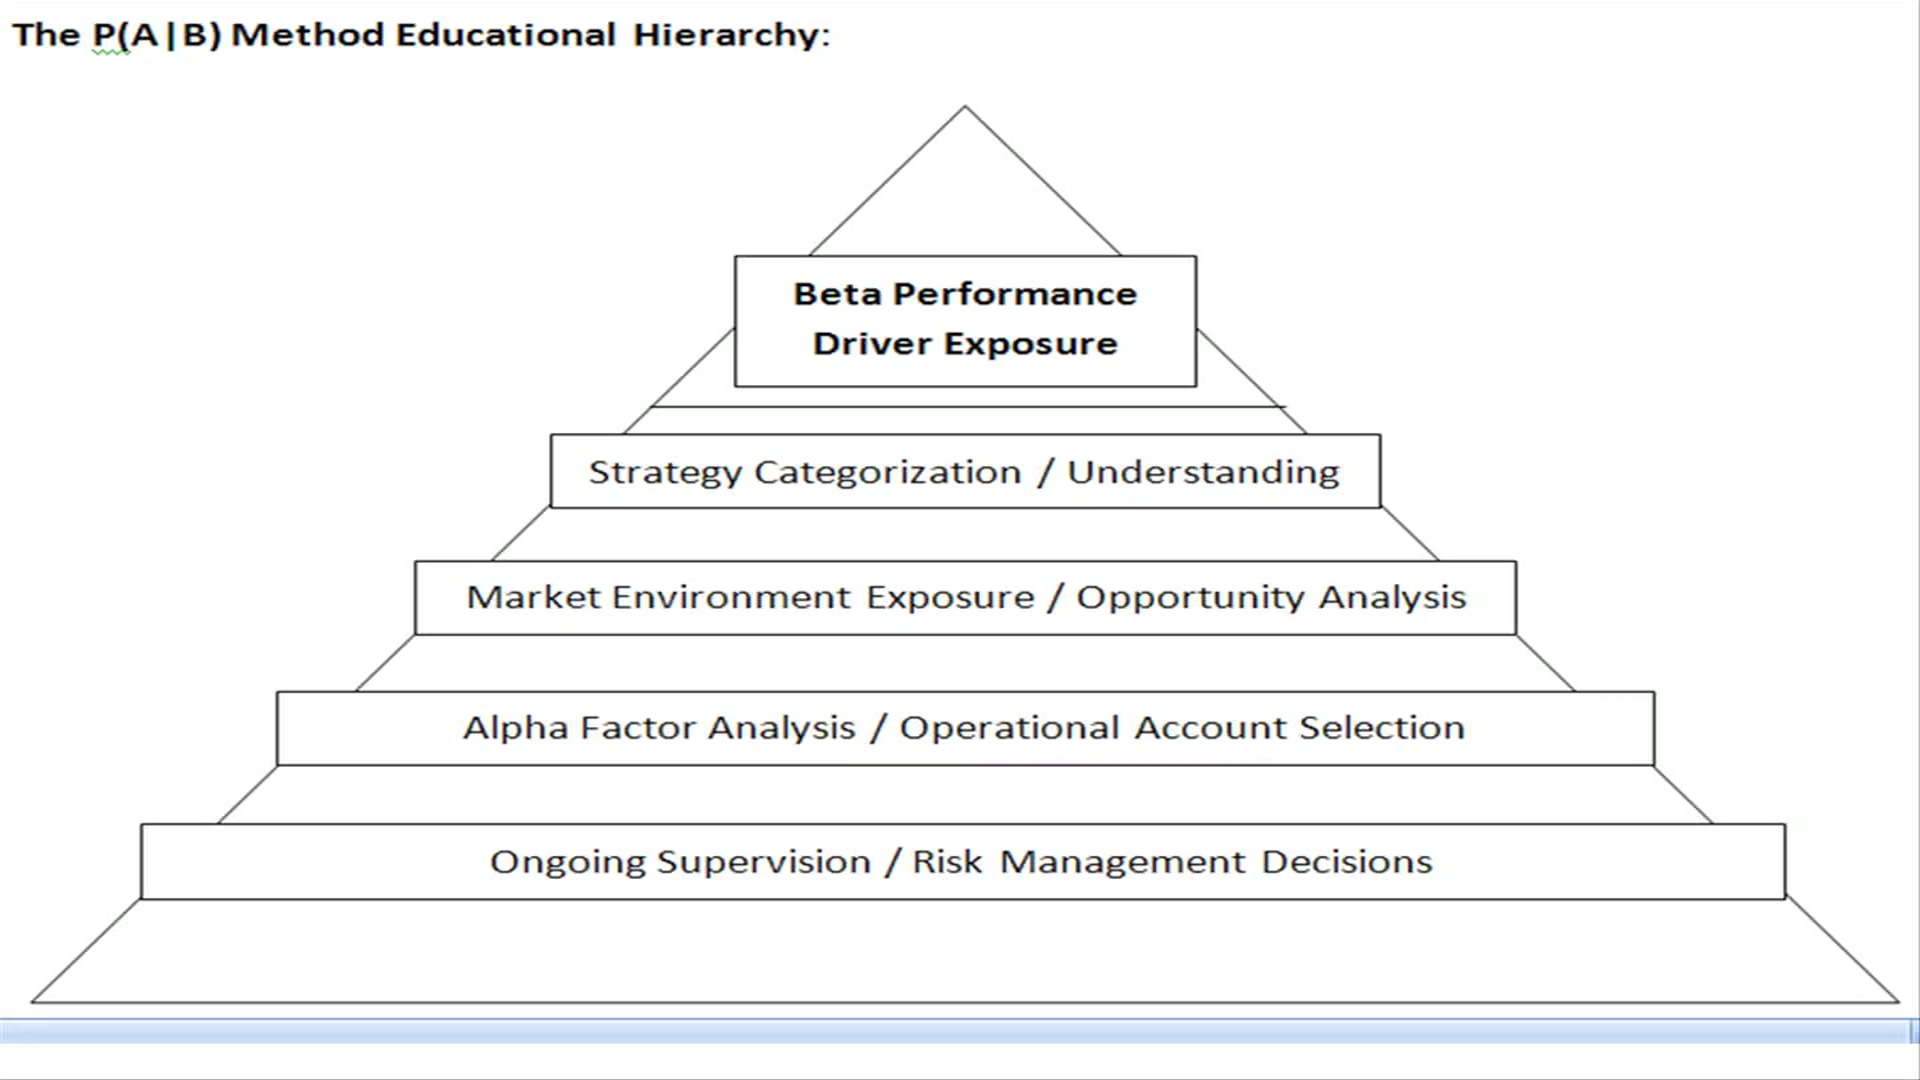 The P(A|B) Method Educational Hierarchy:
Beta Performance
Driver Exposure
Strategy Categorization / Understanding
Market Environment Exposure / Opportunity Analysis
Alpha Factor Analysis / Operational Account Selection
Ongoing Supervision / Risk Management Decisions